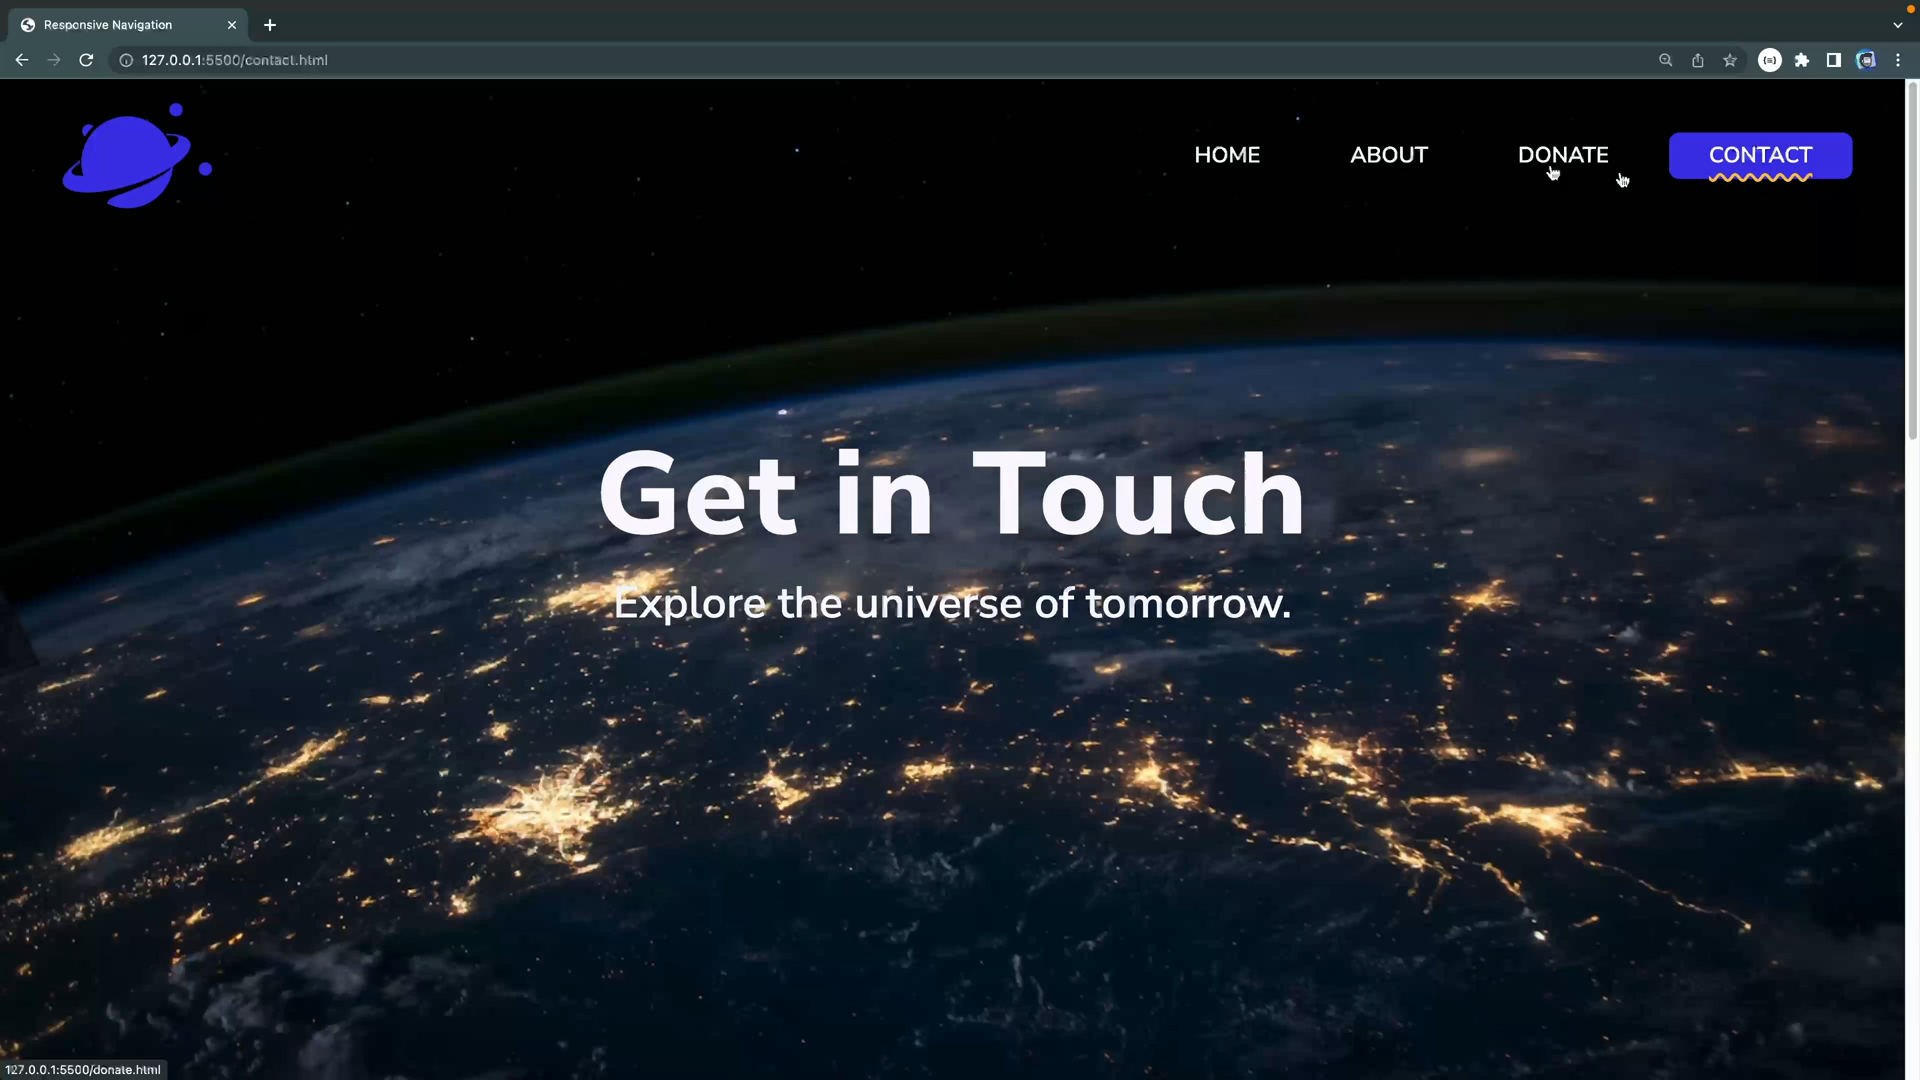 Responsive Navigation
127.0.0.1:5500/contact.html
HOME ABOUT DONATE CONTACT
Get in Touch
Explore the universe of tomorrow.
127.0.0.1:5500/donate.html